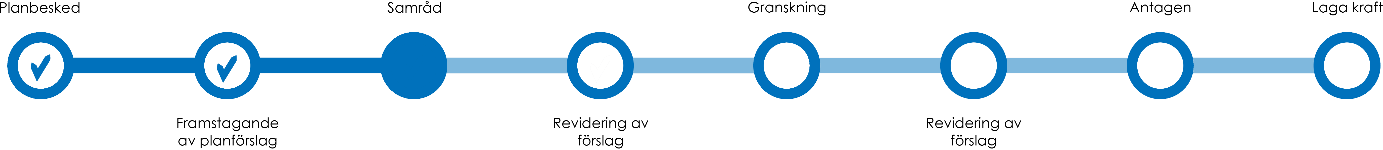 Planbesked
Samråd
Granskning
Antagen
Laga kraft
Framstagande
av planförslag
Revidering av
förslag
Revidering av
förslag